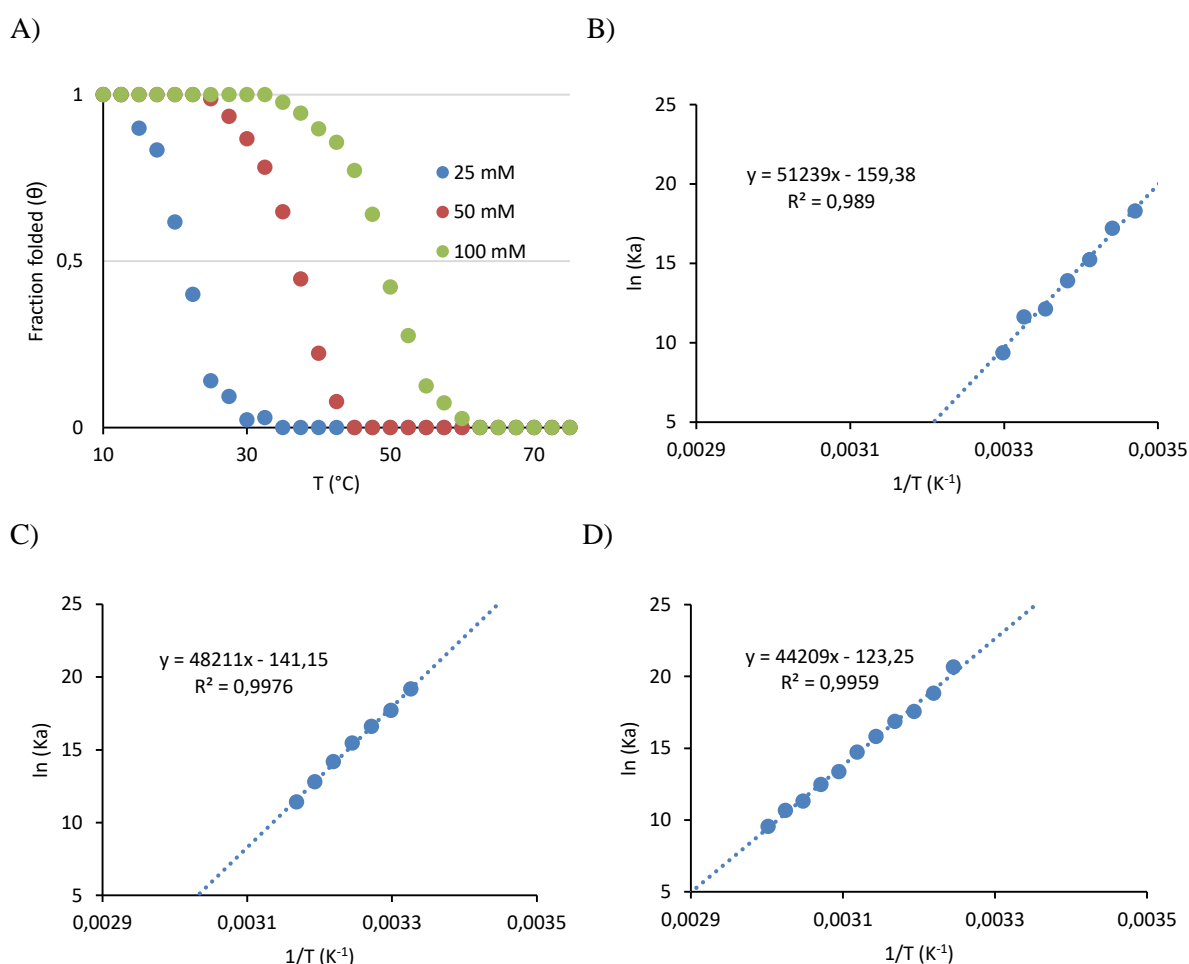 A)
1
0,5
0
10
30
50
70
Fraction folded (θ)
T (°C)
25 mM
50 mM
100 mM
B)
25
20
15
10
5
0,0029
0,0031
0,0033
0,0035
ln (Ka)
1/T (K⁻¹)
y = 51239x - 159,38
R² = 0,989
C)
25
20
15
10
5
0,0029
0,0031
0,0033
0,0035
ln (Ka)
1/T (K⁻¹)
y = 48211x - 141,15
R² = 0,9976
D)
25
20
15
10
5
0,0029
0,0031
0,0033
0,0035
ln (Ka)
1/T (K⁻¹)
y = 44209x - 123,25
R² = 0,9959